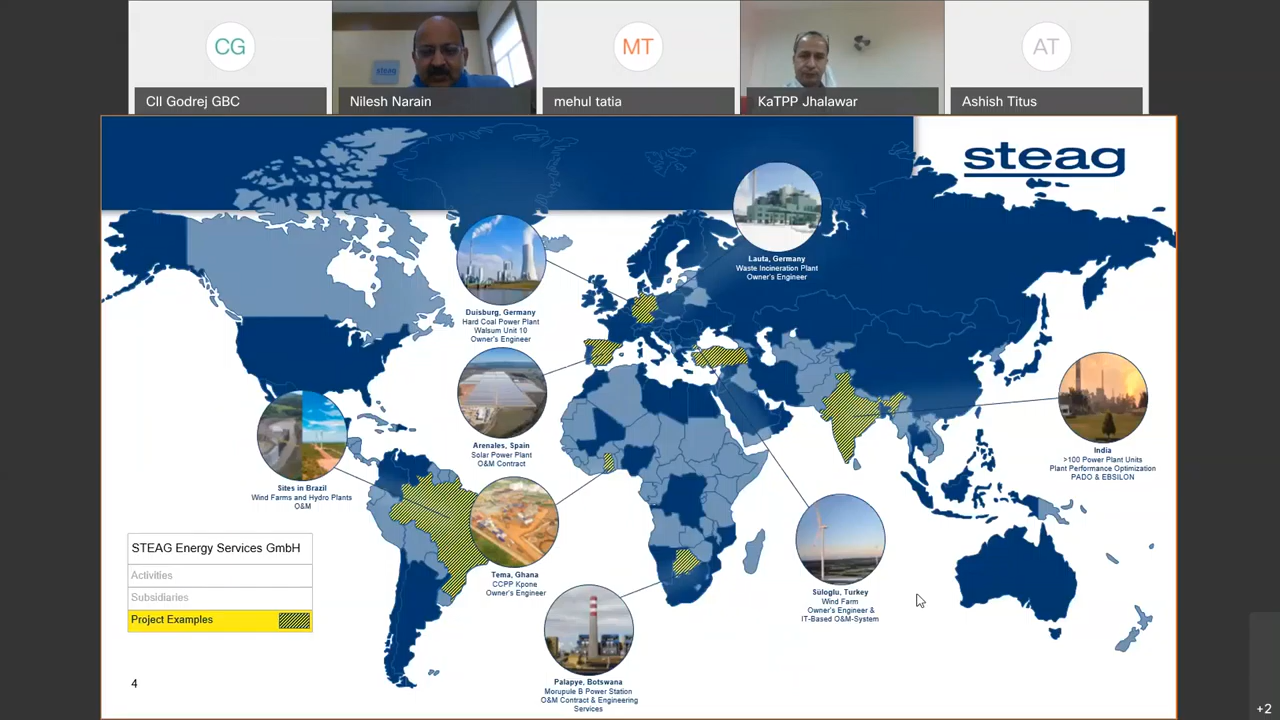 CG
MT
AT
steag
CII Godrej GBC
Nilesh Narain
mehul tatia
KaTPP Jhalawar
Ashish Titus
steag
Lauta, Germany
Waste Incineration Plant
Owner's Engineer
Duisburg, Germany
Hard Coal Power Plant
Walsum Unit 10
Owner's Engineer
Arenales, Spain
Solar Power Plant
O&M Contract
India
>100 Power Plant Units
Plant Performance Optimization
PADO & EBSILON
Sites in Brazil
Wind Farms and Hydro Plants
O&M
Tema, Ghana
CCPP Kpone
Owner's Engineer
Süloglu, Turkey
Wind Farm
Owner's Engineer &
IT-Based O&M-System
Palapye, Botswana
Morupule B Power Station
O&M Contract & Engineering
Services
STEAG Energy Services GmbH
Activities
Subsidiaries
Project Examples
4
+2